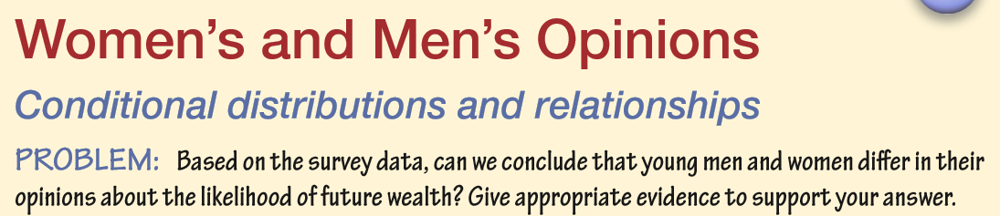 Women's and Men's Opinions
Conditional distributions and relationships
PROBLEM: Based on the survey data, can we conclude that young men and women differ in their
opinions about the likelihood of future wealth? Give appropriate evidence to support your answer.